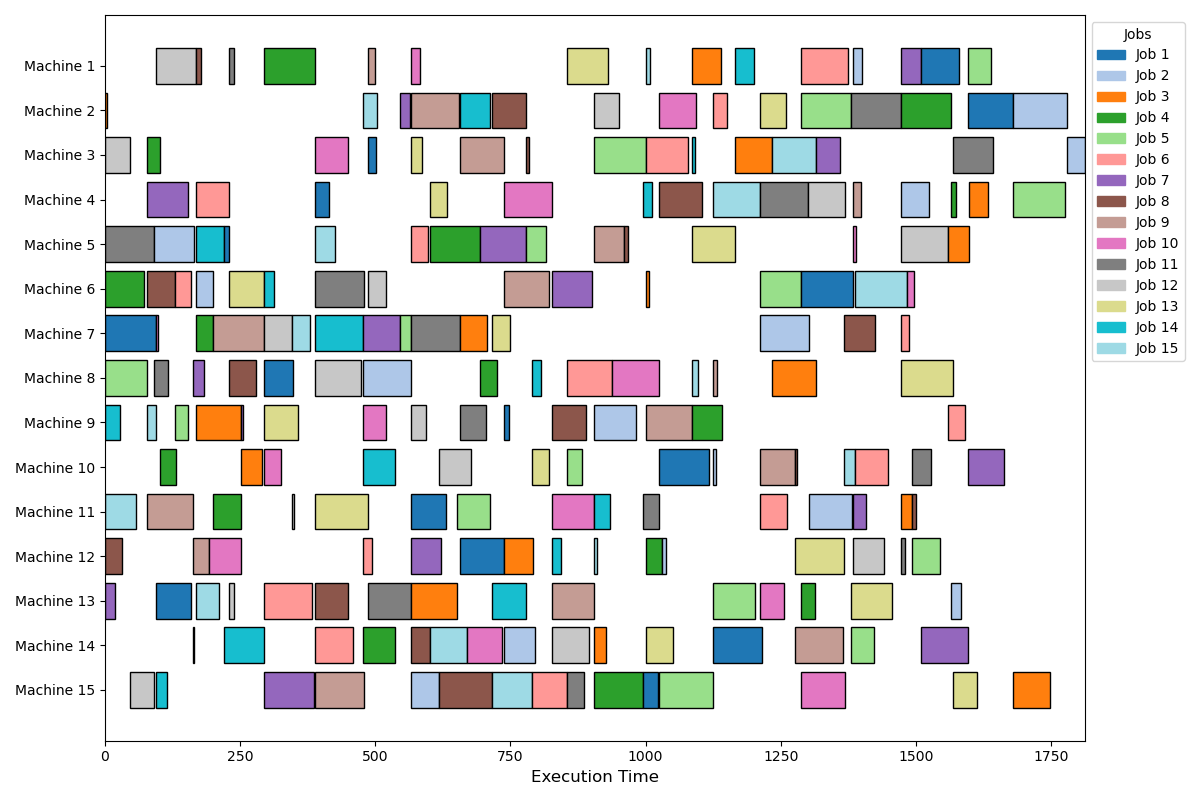 Machine 1
Machine 2
Machine 3
Machine 4
Machine 5
Machine 6
Machine 7
Machine 8
Machine 9
Machine 10
Machine 11
Machine 12
Machine 13
Machine 14
Machine 15
0 250 500 750 1000 1250 1500 1750
Execution Time
Jobs
Job 1
Job 2
Job 3
Job 4
Job 5
Job 6
Job 7
Job 8
Job 9
Job 10
Job 11
Job 12
Job 13
Job 14
Job 15